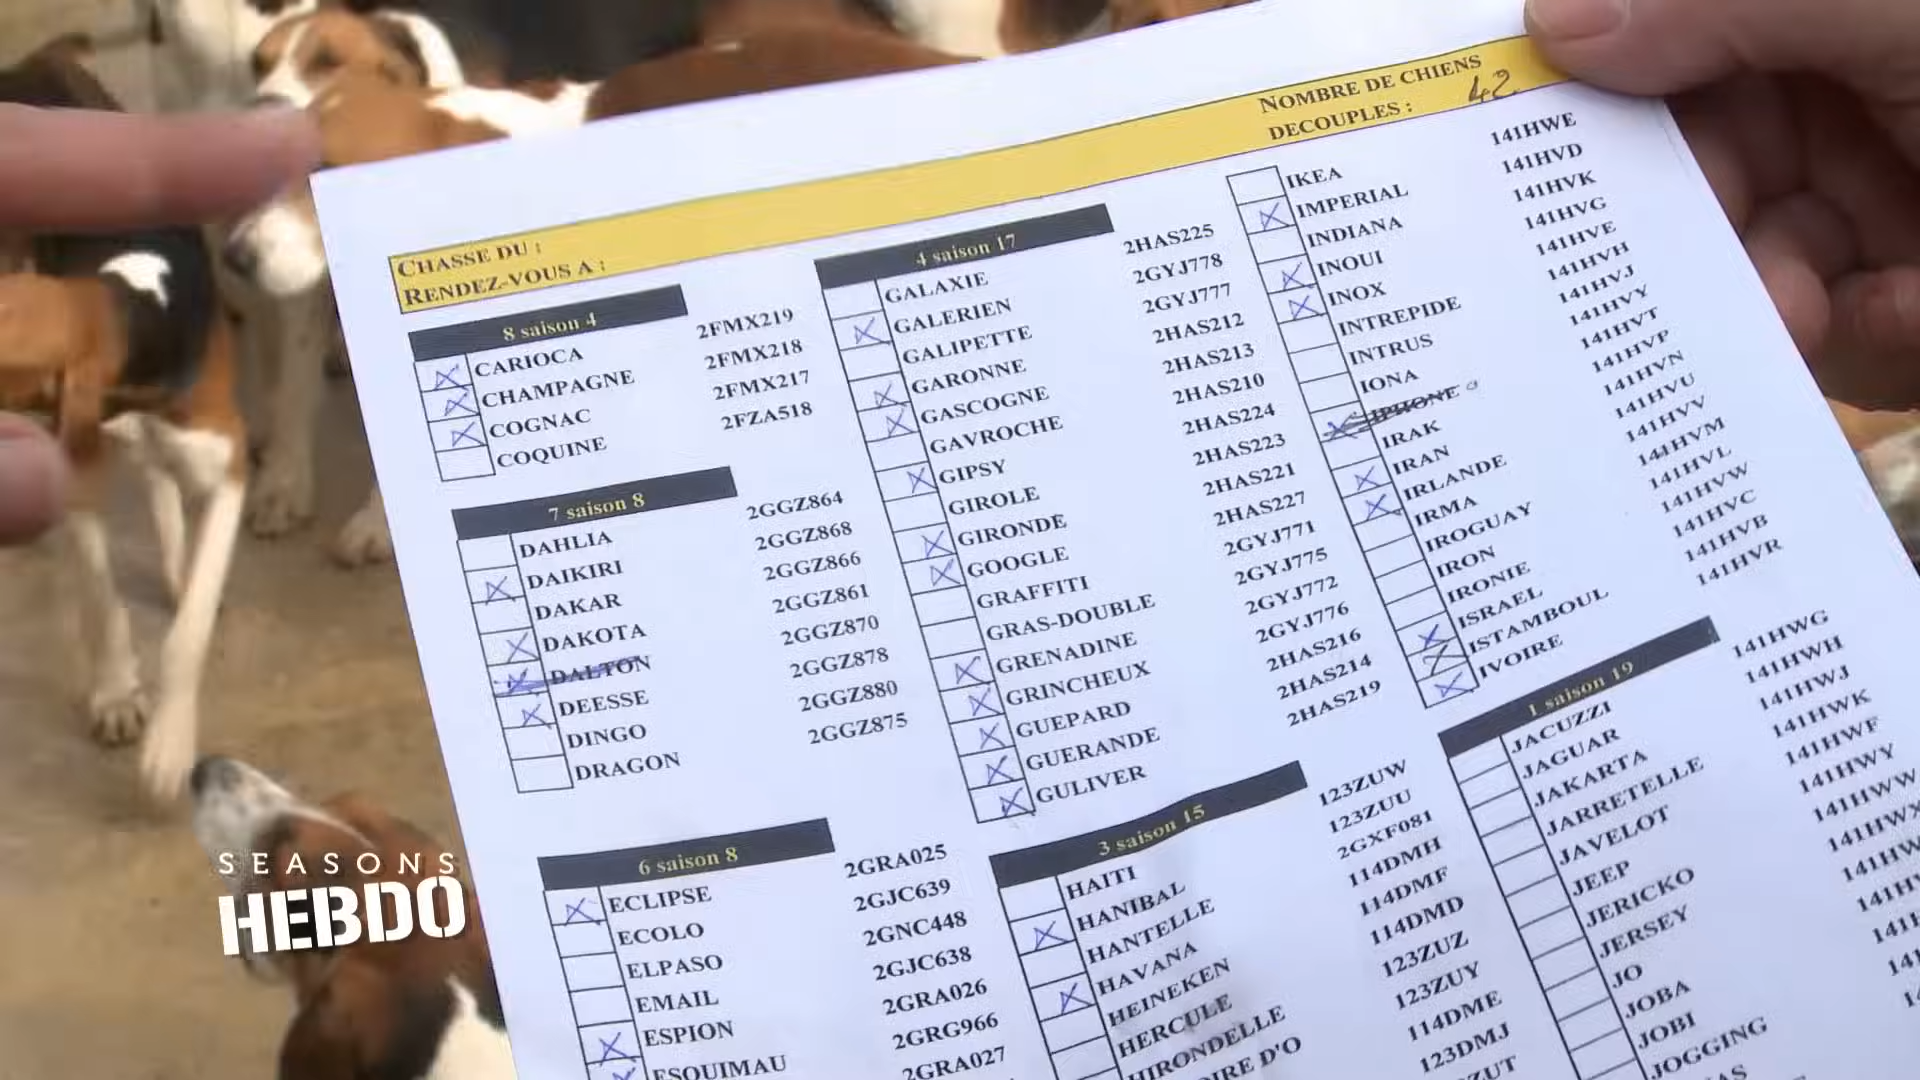 NOMBRE DE CHIENS
DECOUPLES : 42
CHASSE DU :
RENDEZ-VOUS A :
8 saison 4
CARIOCA 2FMX219
CHAMPAGNE 2FMX218
COGNAC 2FMX217
COQUINE 2FZA518
7 saison 8
DAHLIA 2GGZ864
DAIKIRI 2GGZ868
DAKAR 2GGZ866
DAKOTA 2GGZ861
DALTON 2GGZ870
DEESSE 2GGZ878
DINGO 2GGZ880
DRAGON 2GGZ875
6 saison 8
ECLIPSE 2GRA025
ECOLO 2GJC639
ELPASO 2GNC448
EMAIL 2GJC638
ESPION 2GRA026
ESQUIMAU 2GRG966
2GRA027
4 saison 17
GALAXIE 2HAS225
GALERIEN 2GYJ778
GALIPETTE 2GYJ777
GARONNE 2HAS212
GASCOGNE 2HAS213
GAVROCHE 2HAS210
GIPSY 2HAS224
GIROLE 2HAS223
GIRONDE 2HAS221
GOOGLE 2HAS227
GRAFFITI 2GYJ771
GRAS-DOUBLE 2GYJ775
GRENADINE 2GYJ772
GRINCHEUX 2GYJ776
GUEPARD 2HAS216
GUERANDE 2HAS214
GULIVER 2HAS219
3 saison 15
HAITI 123ZUW
HANIBAL 123ZUU
HANTELLE 2GXF081
HAVANA 114DMH
HEINEKEN 114DMF
HERCULE 114DMD
HIRONDELLE 123ZUZ
OIRE D'O 123ZUY
114DME
123DMJ
ZUT
IKEA 141HWE
IMPERIAL 141HVD
INDIANA 141HVK
INOUI 141HVG
INOX 141HVE
INTREPIDE 141HVH
INTRUS 141HVJ
IONA 141HVY
IPHONE 141HVT
IRAK 141HVP
IRAN 141HVN
IRLANDE 141HVU
IRMA 141HVV
IROGUAY 141HVM
IRON 141HVL
IRONIE 141HVW
ISRAEL 141HVC
ISTAMBOUL 141HVB
IVOIRE 141HVR
1 saison 19
JACUZZI 141HWG
JAGUAR 141HWH
JAKARTA 141HWJ
JARRETELLE 141HWK
JAVELOT 141HWF
JEEP 141HWY
JERICKO 141HWW
JERSEY 141HWX
JO
JOBA
JOBI
JOGGING
SEASONS
HEBDO